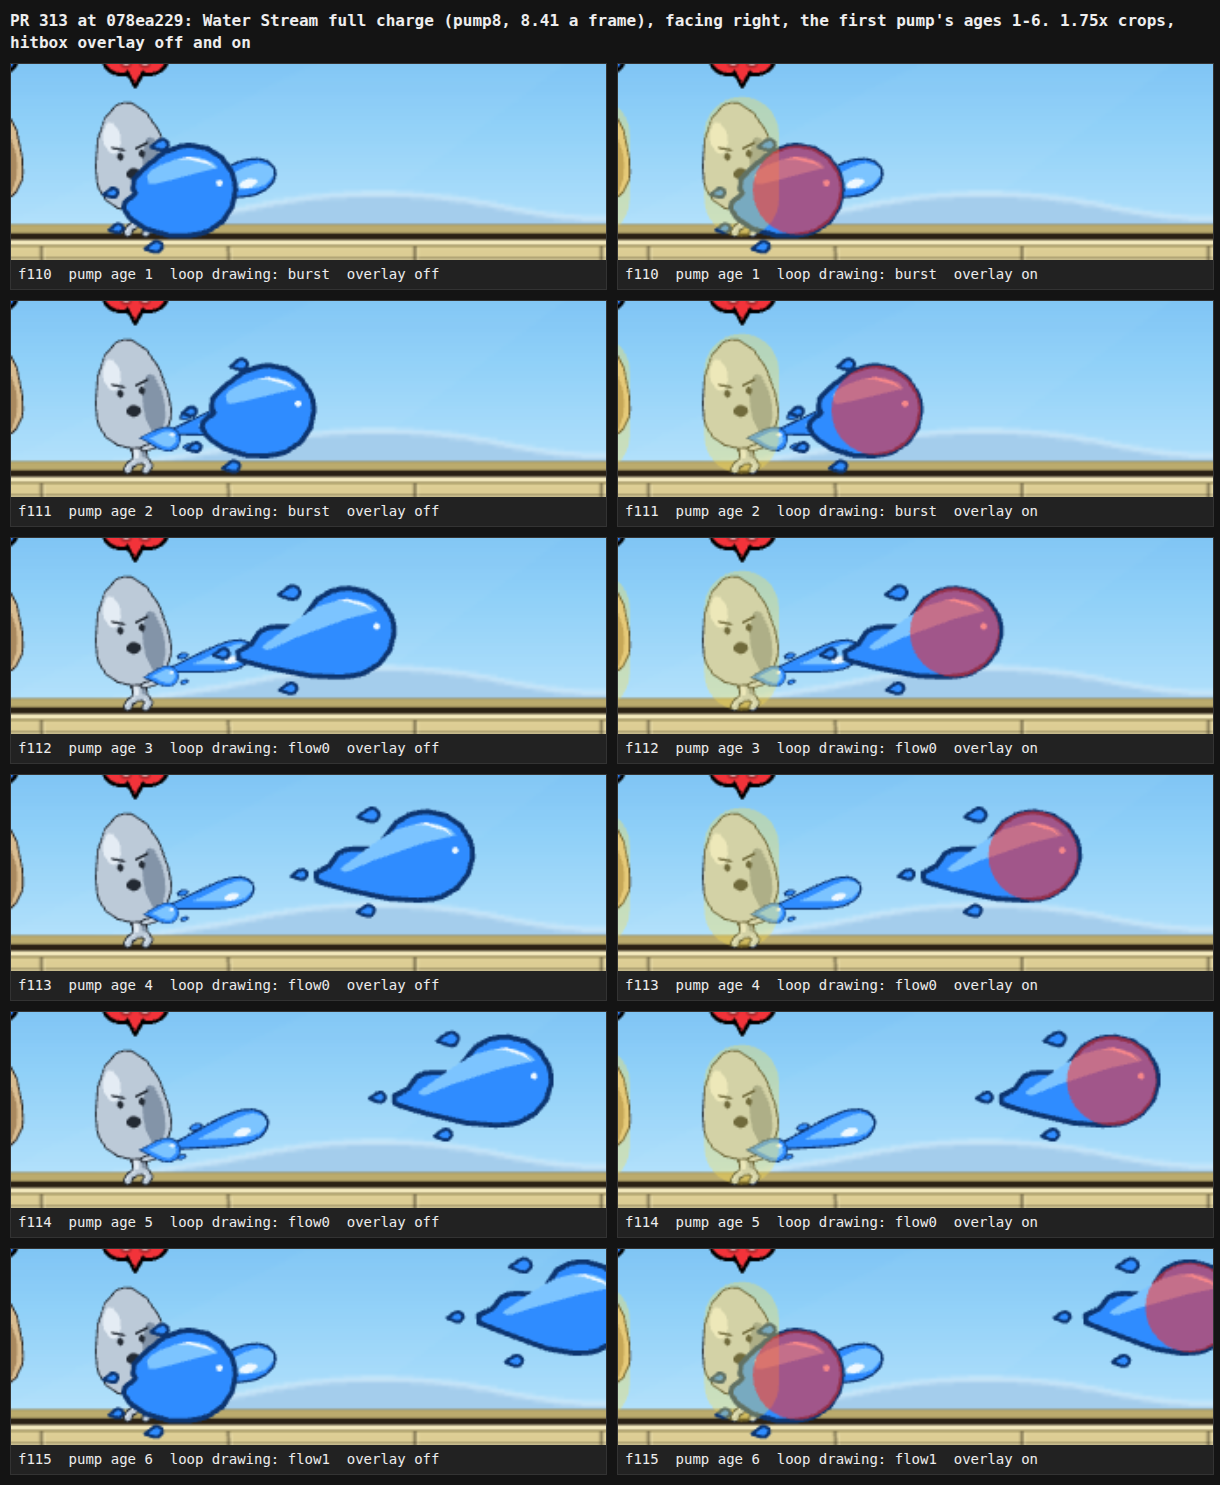 PR 313 at 078ea229: Water Stream full charge (pump8, 8.41 a frame), facing right, the first pump's ages 1-6. 1.75x crops,
hitbox overlay off and on
f110  pump age 1  loop drawing: burst  overlay off
f110  pump age 1  loop drawing: burst  overlay on
f111  pump age 2  loop drawing: burst  overlay off
f111  pump age 2  loop drawing: burst  overlay on
f112  pump age 3  loop drawing: flow0  overlay off
f112  pump age 3  loop drawing: flow0  overlay on
f113  pump age 4  loop drawing: flow0  overlay off
f113  pump age 4  loop drawing: flow0  overlay on
f114  pump age 5  loop drawing: flow0  overlay off
f114  pump age 5  loop drawing: flow0  overlay on
f115  pump age 6  loop drawing: flow1  overlay off
f115  pump age 6  loop drawing: flow1  overlay on